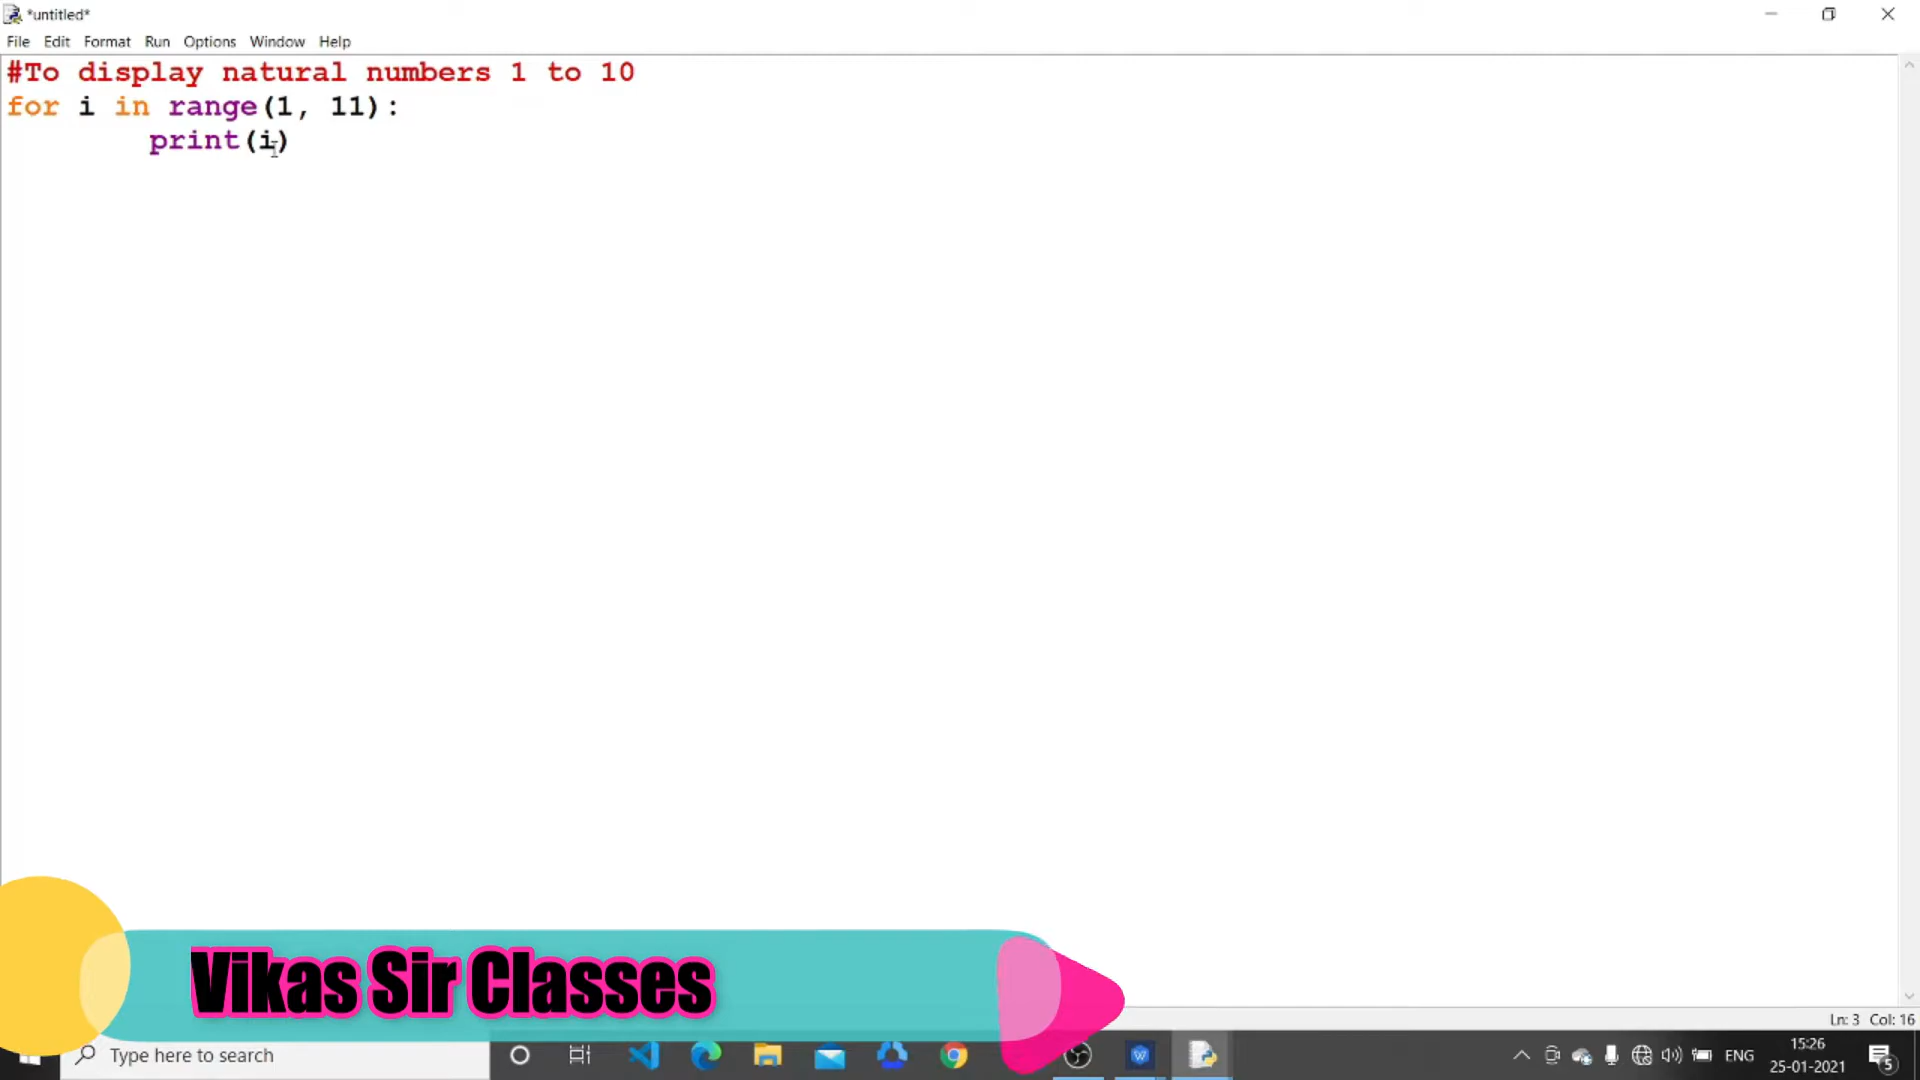 *untitled*
File Edit Format Run Options Window Help
#To display natural numbers 1 to 10
for i in range(1, 11):
        print(i)
Vikas Sir Classes
Ln: 3 Col: 16
Type here to search
ENG
15:26
25-01-2021
5